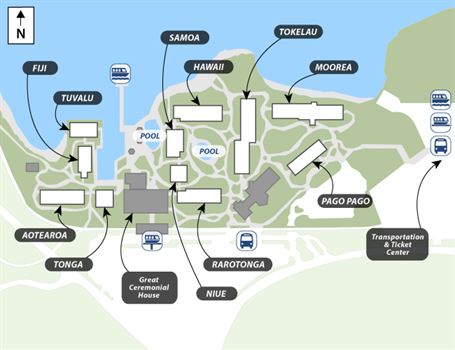 N
SAMOA
TOKELAU
FIJI
HAWAII
MOOREA
TUVALU
POOL
POOL
PAGO PAGO
AOTEAROA
TONGA
Great
Ceremonial
House
NIUE
RAROTONGA
Transportation
& Ticket
Center